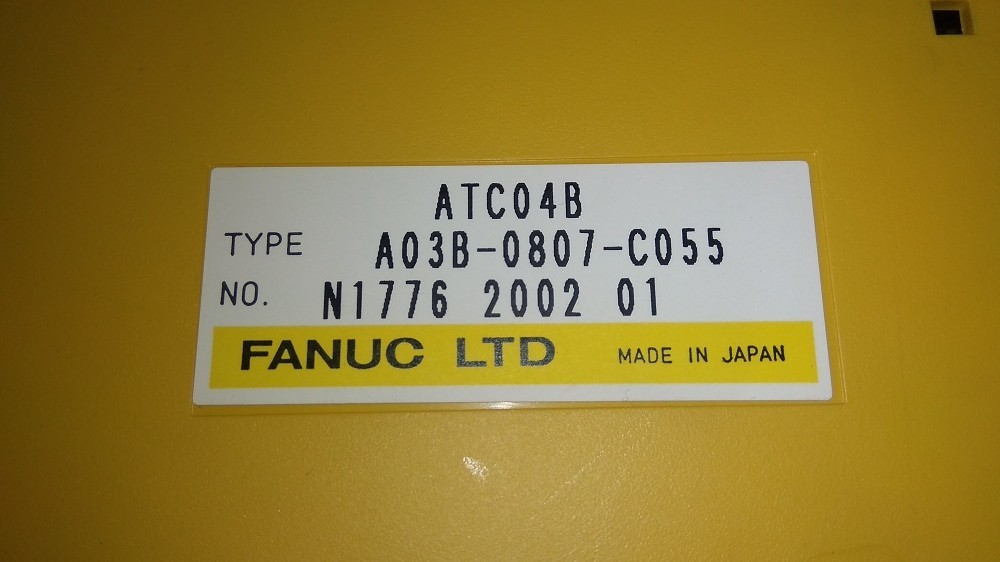 ATC04B
TYPE A03B-0807-C055
NO. N1776 2002 01
FANUC LTD MADE IN JAPAN